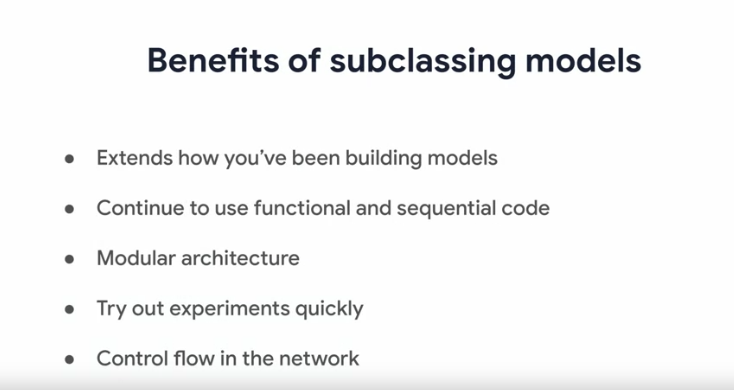 Benefits of subclassing models
• Extends how you've been building models
• Continue to use functional and sequential code
• Modular architecture
• Try out experiments quickly
• Control flow in the network